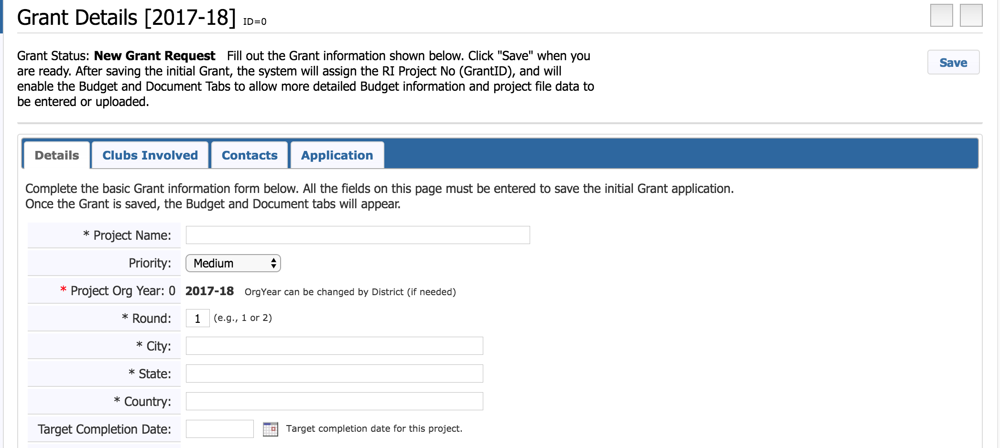 Grant Details [2017-18] ID=0
Grant Status: New Grant Request Fill out the Grant information shown below. Click "Save" when you
are ready. After saving the initial Grant, the system will assign the RI Project No (GrantID), and will
enable the Budget and Document Tabs to allow more detailed Budget information and project file data to
be entered or uploaded.
Save
Details Clubs Involved Contacts Application
Complete the basic Grant information form below. All the fields on this page must be entered to save the initial Grant application.
Once the Grant is saved, the Budget and Document tabs will appear.
* Project Name:
Priority: Medium
* Project Org Year: 0 2017-18 OrgYear can be changed by District (if needed)
* Round: 1 (e.g., 1 or 2)
* City:
* State:
* Country:
Target Completion Date: Target completion date for this project.